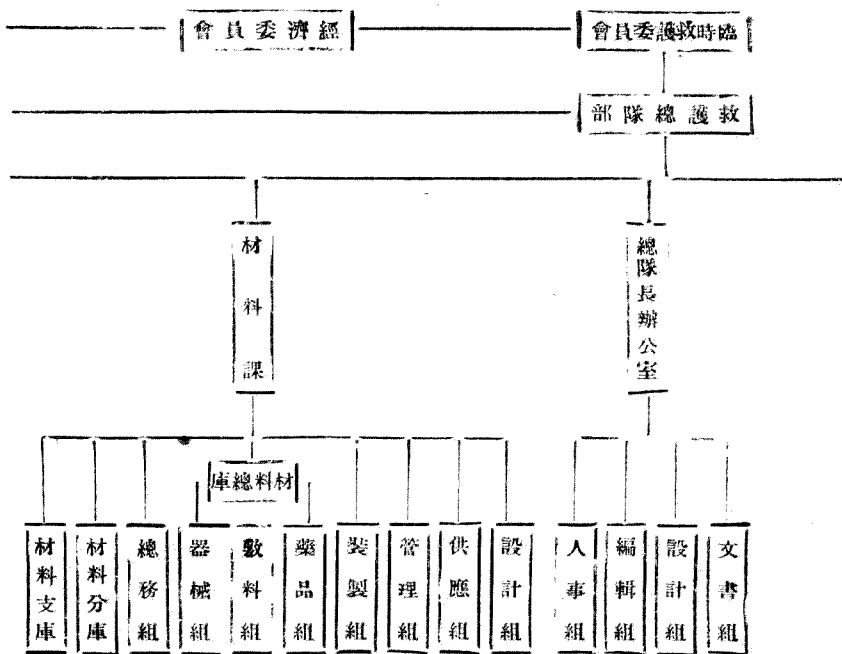 臨時救護委員會
經濟委員會
救護總隊部
總隊長辦公室
材料課
材料總庫
文書組
設計組
編輯組
人事組
設計組
供應組
管理組
裝製組
藥品組
敷料組
器械組
總務組
材料分庫
材料支庫